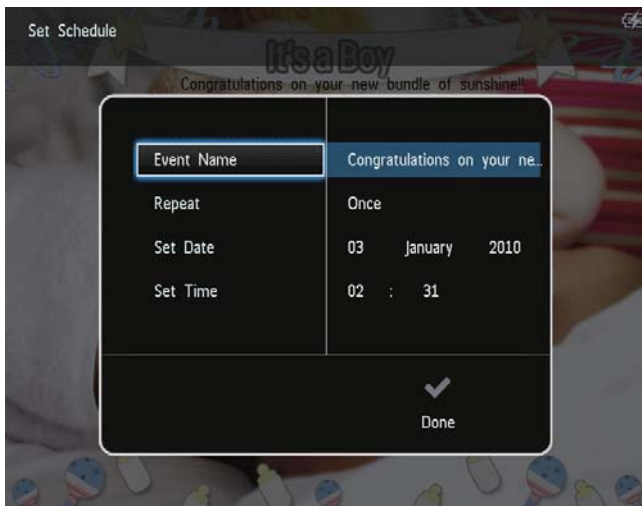 Set Schedule
It's a Boy
Congratulations on your new bundle of sunshine!!
Event Name Congratulations on your ne...
Repeat Once
Set Date 03 January 2010
Set Time 02 : 31
Done